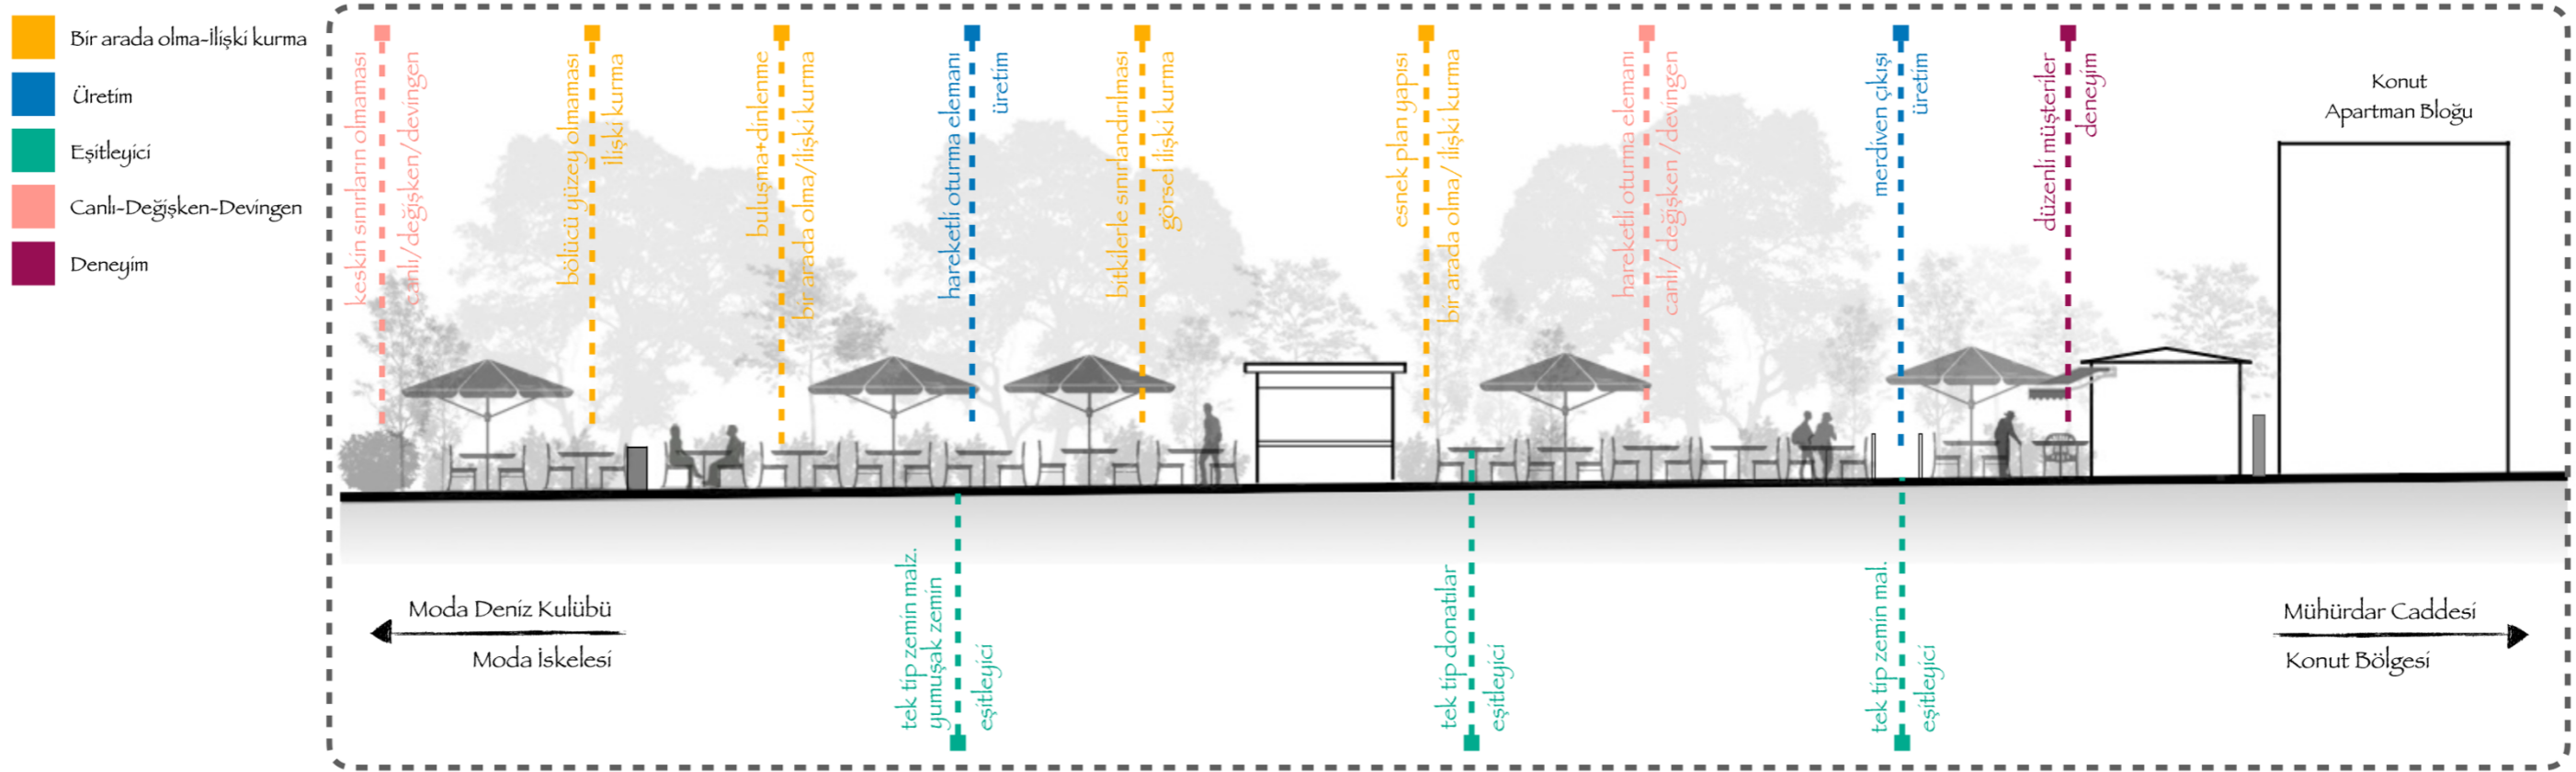 Bir arada olma-İlişki kurma
Üretim
Eşitleyici
Canlı-Değişken-Devingen
Deneyim
keskin sınırların olmaması
canlı/değişken/devingen
bölücü yüzey olmaması
ilişki kurma
buluşma+dinlenme
bir arada olma/ilişki kurma
hareketli oturma elemanı
üretim
bitkilerle sınırlandırılması
görsel ilişki kurma
esnek plan yapısı
bir arada olma/ ilişki kurma
hareketli oturma elemanı
canlı/ değişken /devingen
merdiven çıkışı
üretim
düzenli müşteriler
deneyim
Konut
Apartman Bloğu
Moda Deniz Kulübü
Moda İskelesi
tek tip zemin malz.
yumuşak zemin
eşitleyici
tek tip donatılar
eşitleyici
tek tip zemin mal.
eşitleyici
Mühürdar Caddesi
Konut Bölgesi